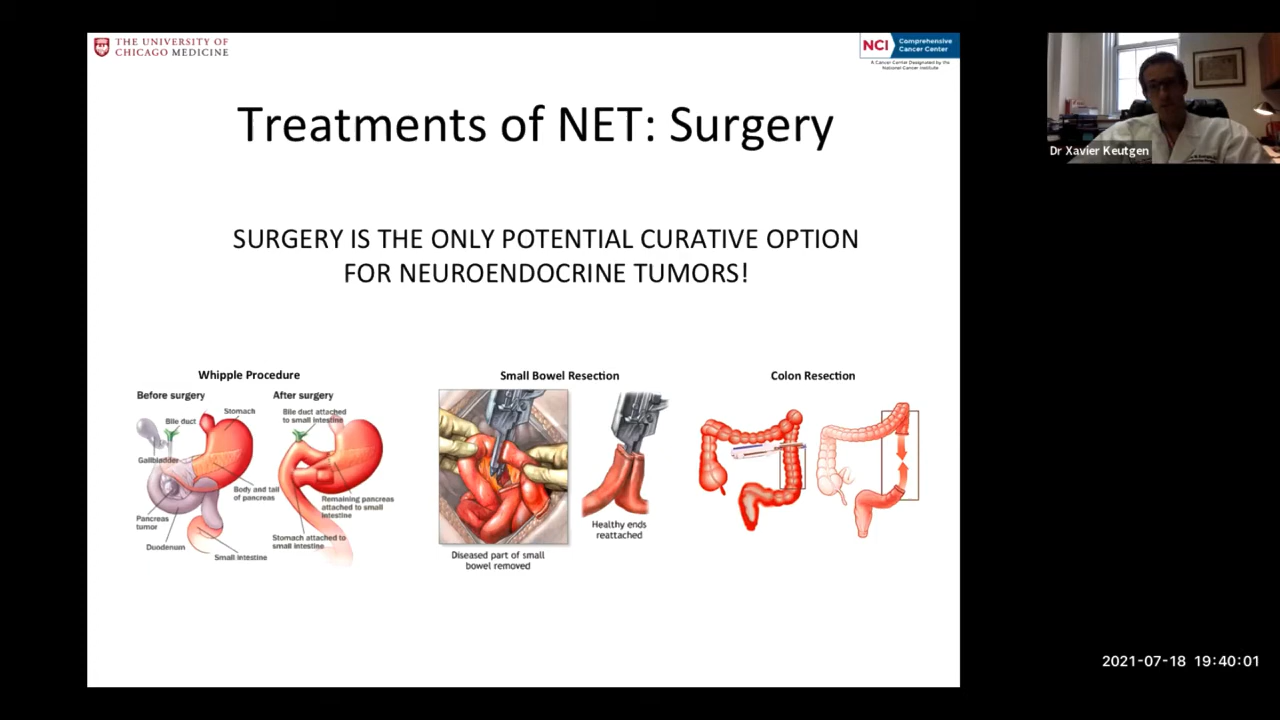 THE UNIVERSITY OF
CHICAGO MEDICINE
NCI
Comprehensive
Cancer Center
A Cancer Center Designated by the
National Cancer Institute
Treatments of NET: Surgery
SURGERY IS THE ONLY POTENTIAL CURATIVE OPTION
FOR NEUROENDOCRINE TUMORS!
Whipple Procedure
Before surgery
After surgery
Stomach
Bile duct
Gallbladder
Body and tail
of pancreas
Pancreas
tumor
Duodenum
Small intestine
Bile duct attached
to small intestine
Remaining pancreas
attached to small
intestine
Stomach attached to
small intestine
Small Bowel Resection
Diseased part of small
bowel removed
Healthy ends
reattached
Colon Resection
Dr Xavier Keutgen
2021-07-18 19:40:01